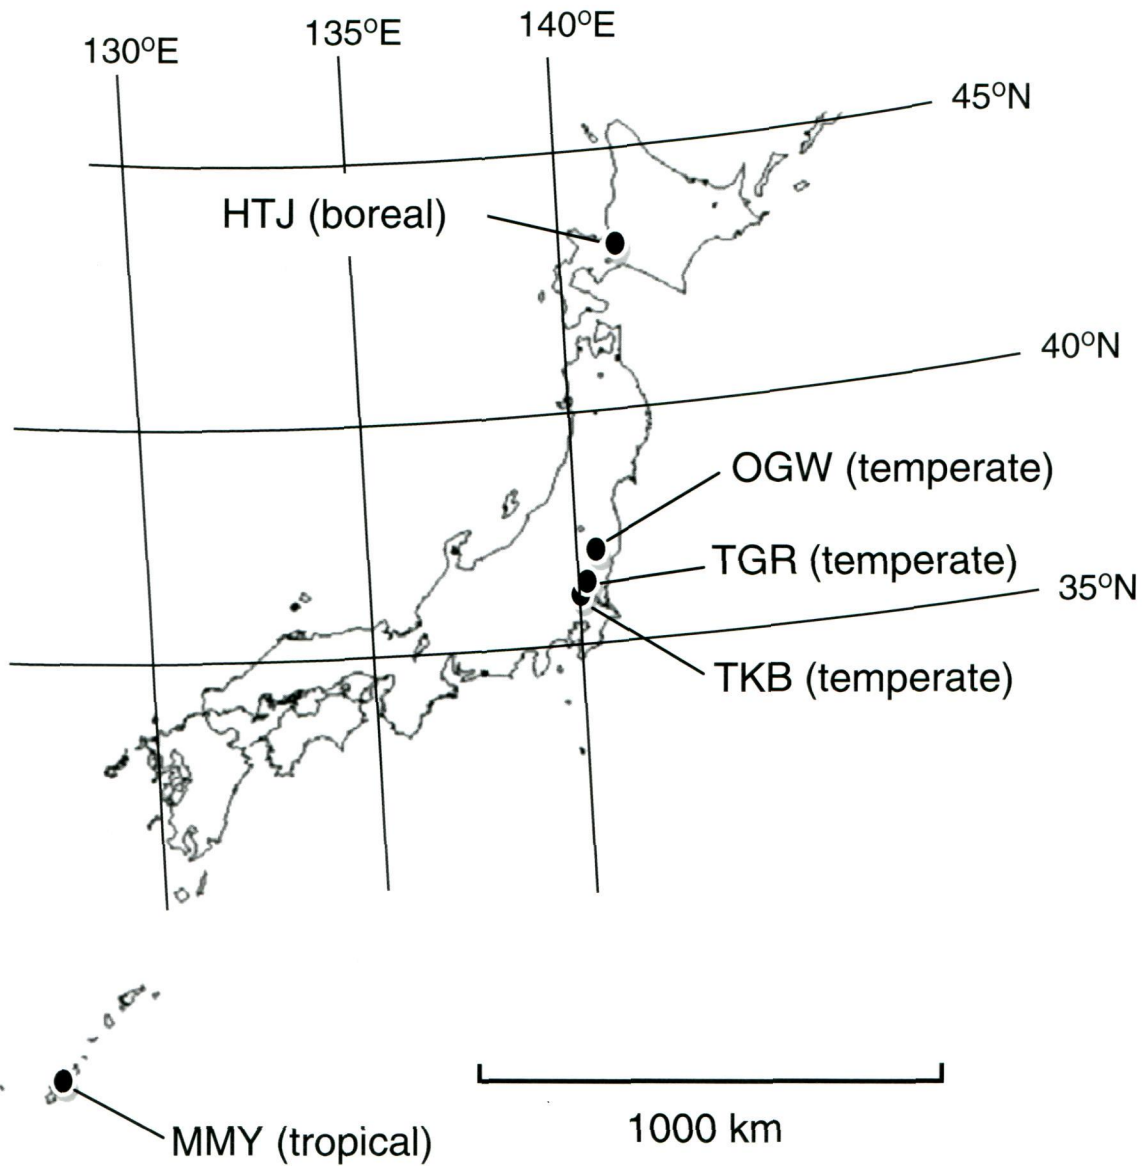 130°E
135°E
140°E
45°N
HTJ (boreal)
40°N
OGW (temperate)
TGR (temperate)
35°N
TKB (temperate)
1000 km
MMY (tropical)